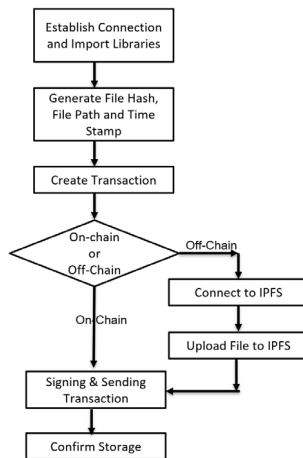 Establish Connection
and Import Libraries
Generate File Hash,
File Path and Time
Stamp
Create Transaction
On-chain
or
Off-Chain
Off-Chain
Connect to IPFS
On-Chain
Upload File to IPFS
Signing & Sending
Transaction
Confirm Storage